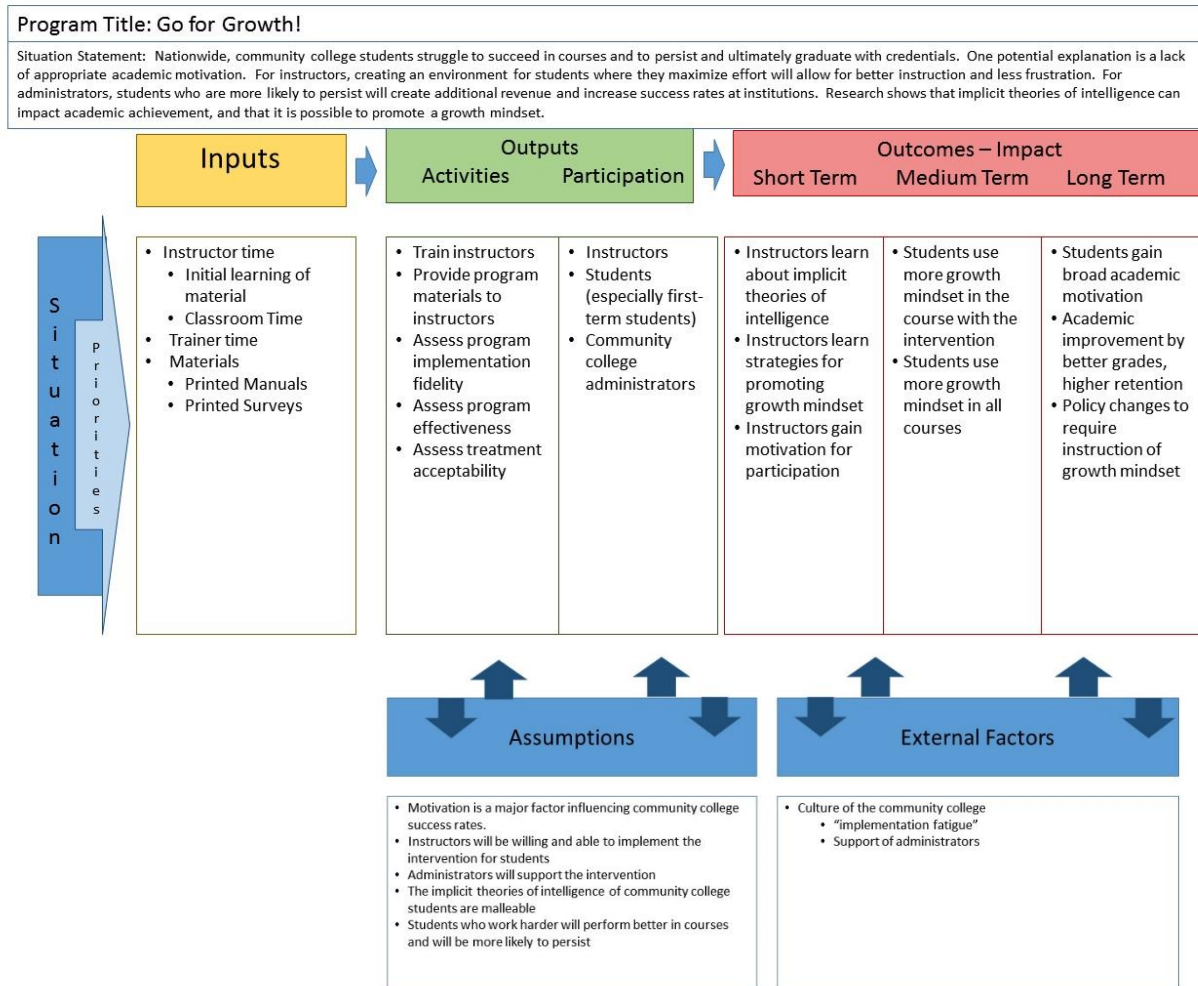 Program Title: Go for Growth!
Situation Statement:  Nationwide, community college students struggle to succeed in courses and to persist and ultimately graduate with credentials.  One potential explanation is a lack
of appropriate academic motivation.  For instructors, creating an environment for students where they maximize effort will allow for better instruction and less frustration.  For
administrators, students who are more likely to persist will create additional revenue and increase success rates at institutions.  Research shows that implicit theories of intelligence can
impact academic achievement, and that it is possible to promote a growth mindset.
Inputs
Outputs
Activities
Participation
Outcomes – Impact
Short Term
Medium Term
Long Term
Situation
Priorities
• Instructor time
• Initial learning of
material
• Classroom Time
• Trainer time
• Materials
• Printed Manuals
• Printed Surveys
• Train instructors
• Provide program
materials to
instructors
• Assess program
implementation
fidelity
• Assess program
effectiveness
• Assess treatment
acceptability
• Instructors
• Students
(especially first-
term students)
• Community
college
administrators
• Instructors learn
about implicit
theories of
intelligence
• Instructors learn
strategies for
promoting
growth mindset
• Instructors gain
motivation for
participation
• Students use
more growth
mindset in the
course with the
intervention
• Students use
more growth
mindset in all
courses
• Students gain
broad academic
motivation
• Academic
improvement by
better grades,
higher retention
• Policy changes to
require
instruction of
growth mindset
Assumptions
• Motivation is a major factor influencing community college
success rates.
• Instructors will be willing and able to implement the
intervention for students
• Administrators will support the intervention
• The implicit theories of intelligence of community college
students are malleable
• Students who work harder will perform better in courses
and will be more likely to persist
External Factors
• Culture of the community college
• “implementation fatigue”
• Support of administrators